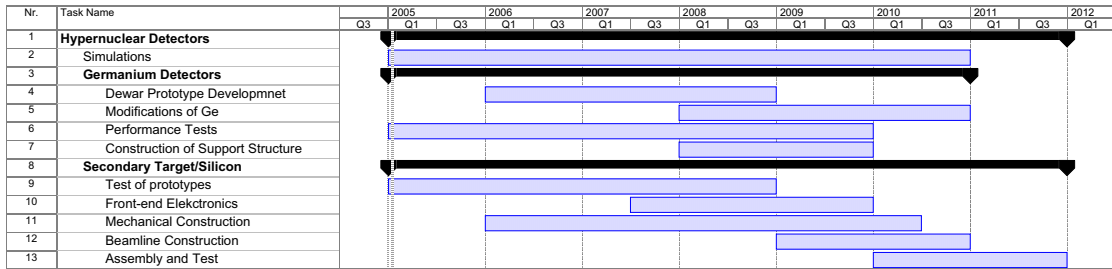 Nr. Task Name 2005 2006 2007 2008 2009 2010 2011 2012
Q3 Q1 Q3 Q1 Q3 Q1 Q3 Q1 Q3 Q1 Q3 Q1 Q3 Q1 Q3 Q1
1 Hypernuclear Detectors
2 Simulations
3 Germanium Detectors
4 Dewar Prototype Developmnet
5 Modifications of Ge
6 Performance Tests
7 Construction of Support Structure
8 Secondary Target/Silicon
9 Test of prototypes
10 Front-end Elekctronics
11 Mechanical Construction
12 Beamline Construction
13 Assembly and Test